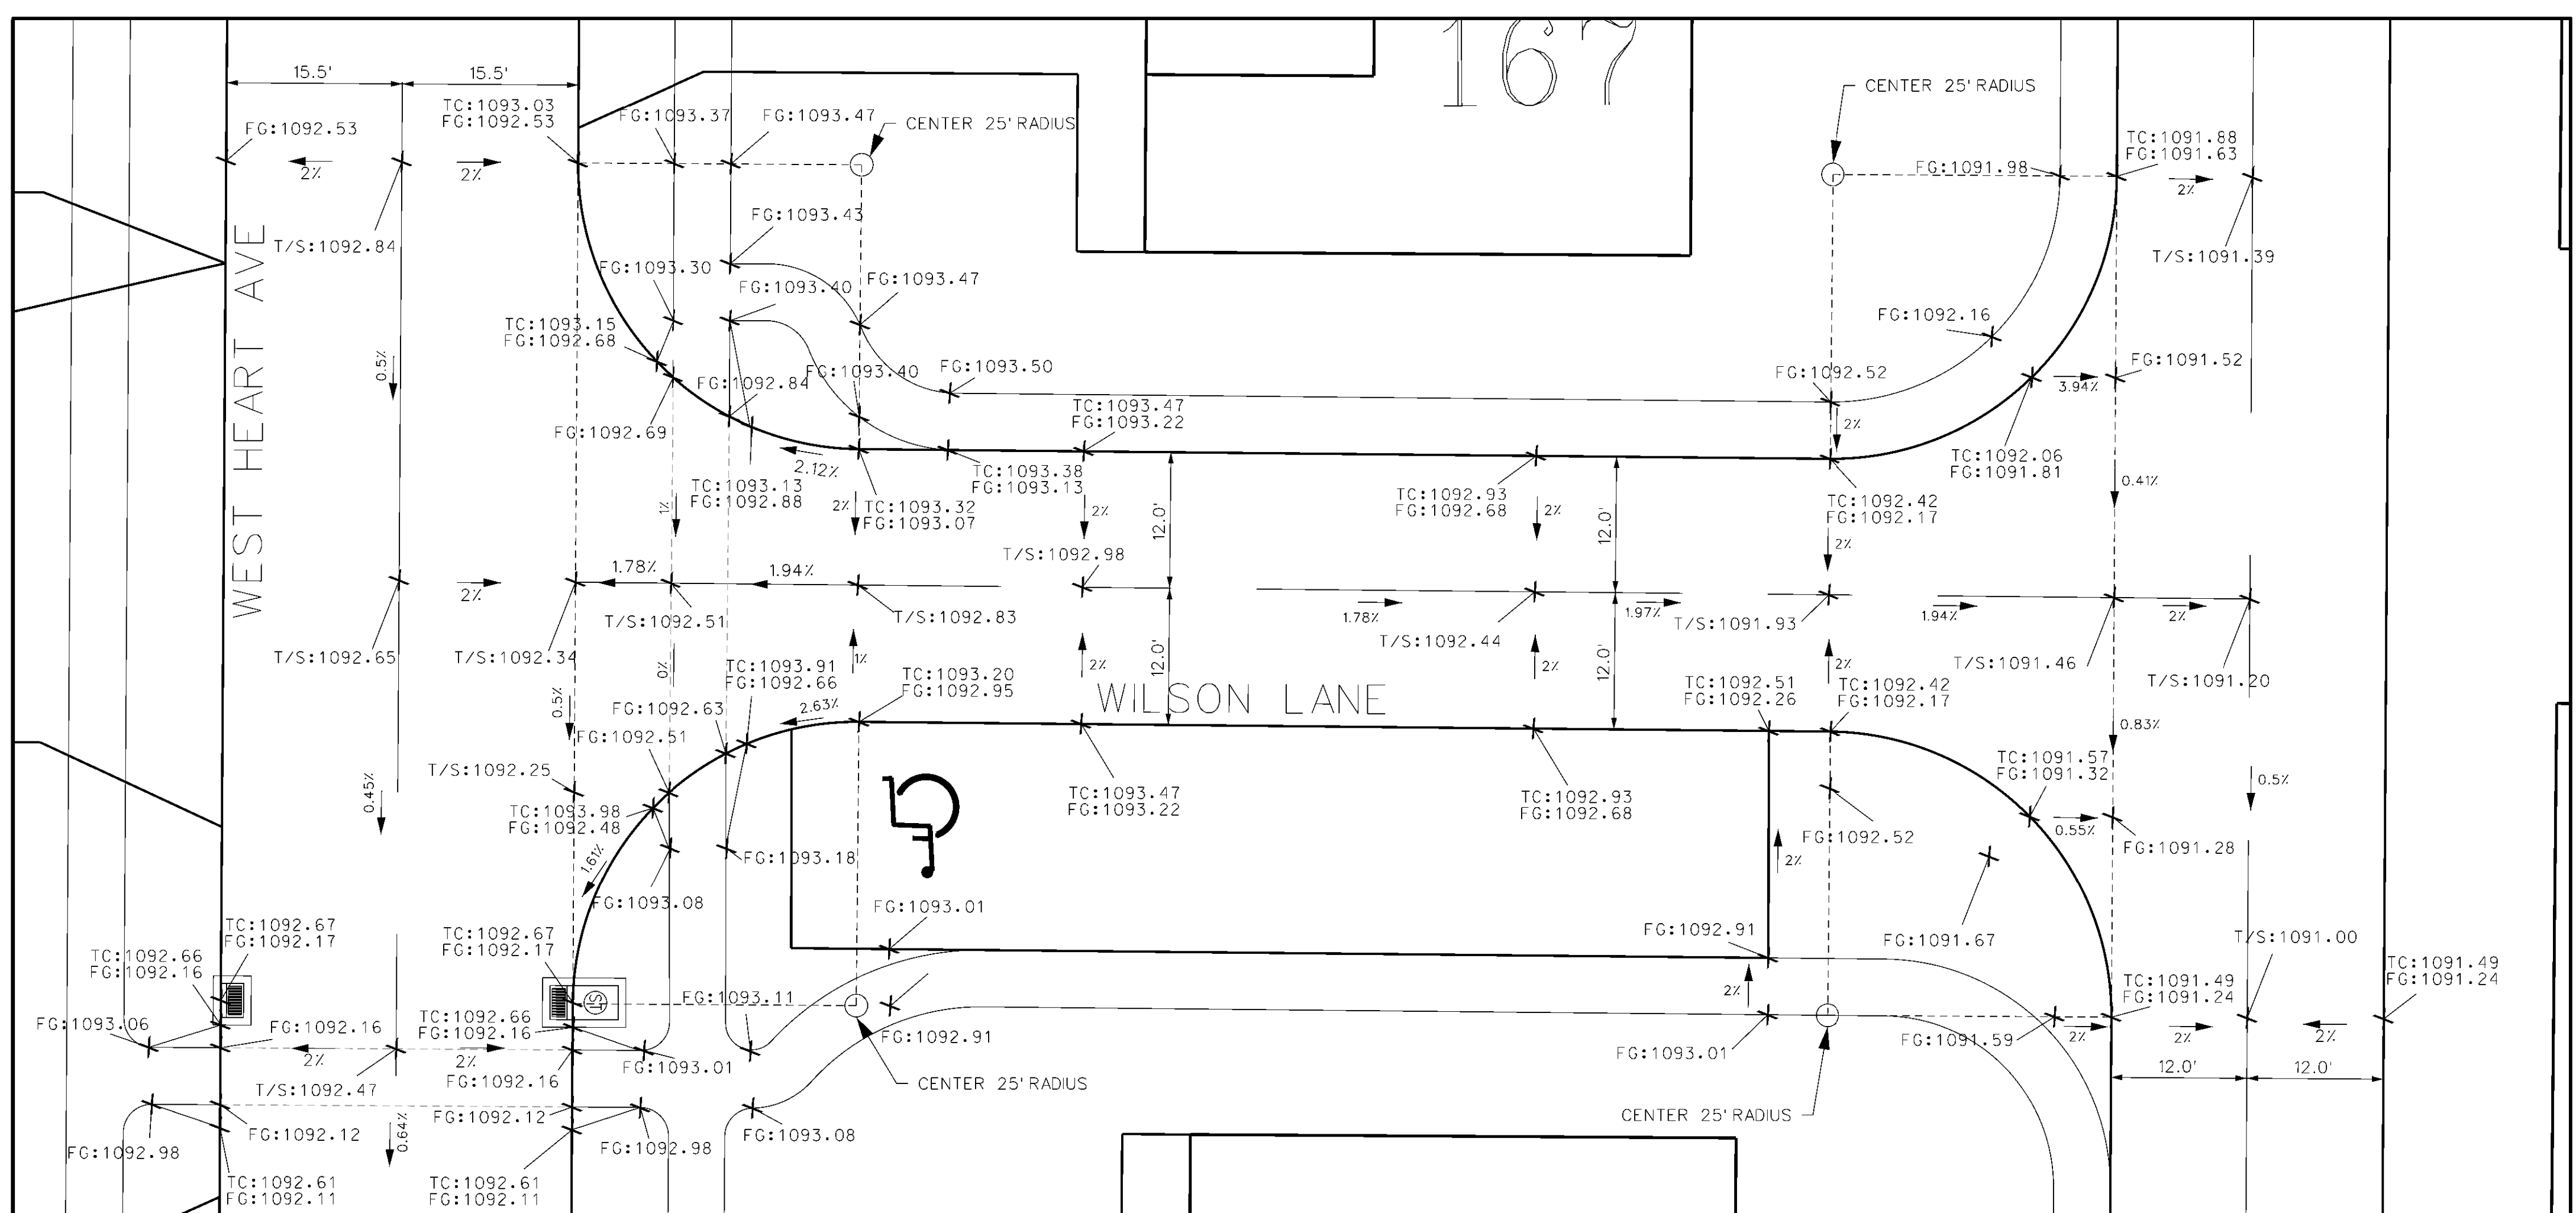 167
15.5'
15.5'
TC:1093.03
FG:1092.53
FG:1093.37
FG:1093.47
CENTER 25' RADIUS
CENTER 25' RADIUS
FG:1092.53
2%
2%
TC:1091.88
FG:1091.63
FG:1091.98
2%
T/S:1092.84
FG:1093.43
T/S:1091.39
FG:1093.30
FG:1093.40
FG:1093.47
WEST HEART AVE
TC:1093.15
FG:1092.68
FG:1092.16
0.5%
FG:1092.84
FG:1093.40
FG:1093.50
FG:1092.52
3.94%
FG:1091.52
TC:1093.47
FG:1093.22
2%
FG:1092.69
2.12%
TC:1093.38
FG:1093.13
TC:1092.06
FG:1091.81
TC:1093.13
FG:1092.88
TC:1092.93
FG:1092.68
0.41%
1%
2%
TC:1093.32
FG:1093.07
2%
12.0'
2%
12.0'
TC:1092.42
FG:1092.17
2%
T/S:1092.98
1.78%
1.94%
2%
T/S:1092.83
1.78%
1.97%
1.94%
2%
T/S:1092.51
T/S:1092.44
T/S:1091.93
T/S:1092.65
T/S:1092.34
0%
1%
2%
12.0'
2%
12.0'
2%
T/S:1091.46
T/S:1091.20
TC:1093.91
FG:1092.66
TC:1093.20
FG:1092.95
WILSON LANE
TC:1092.51
FG:1092.26
TC:1092.42
FG:1092.17
0.5%
FG:1092.63
2.63%
0.83%
FG:1092.51
T/S:1092.25
TC:1091.57
FG:1091.32
0.45%
TC:1093.98
FG:1092.48
TC:1093.47
FG:1093.22
TC:1092.93
FG:1092.68
0.5%
FG:1092.52
0.55%
FG:1091.28
1.61%
FG:1093.18
2%
FG:1093.08
FG:1093.01
TC:1092.67
FG:1092.17
TC:1092.67
FG:1092.17
FG:1092.91
FG:1091.67
T/S:1091.00
TC:1092.66
FG:1092.16
TC:1091.49
FG:1091.24
TC:1091.49
FG:1091.24
FG:1093.11
2%
ST
FG:1093.06
FG:1092.16
TC:1092.66
FG:1092.16
FG:1092.91
FG:1093.01
FG:1091.59
2%
2%
2%
2%
2%
FG:1093.01
T/S:1092.47
FG:1092.16
CENTER 25' RADIUS
12.0'
12.0'
FG:1092.12
FG:1092.12
CENTER 25' RADIUS
FG:1092.98
0.64%
FG:1092.98
FG:1093.08
TC:1092.61
FG:1092.11
TC:1092.61
FG:1092.11